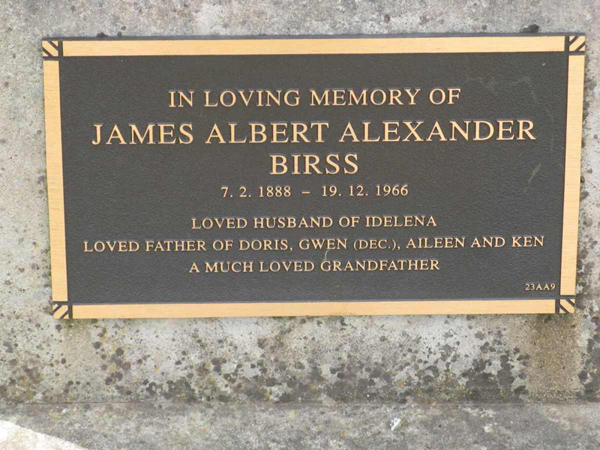 IN LOVING MEMORY OF
JAMES ALBERT ALEXANDER
BIRSS
7. 2. 1888 – 19. 12. 1966
LOVED HUSBAND OF IDELENA
LOVED FATHER OF DORIS, GWEN (DEC.), AILEEN AND KEN
A MUCH LOVED GRANDFATHER
23AA9